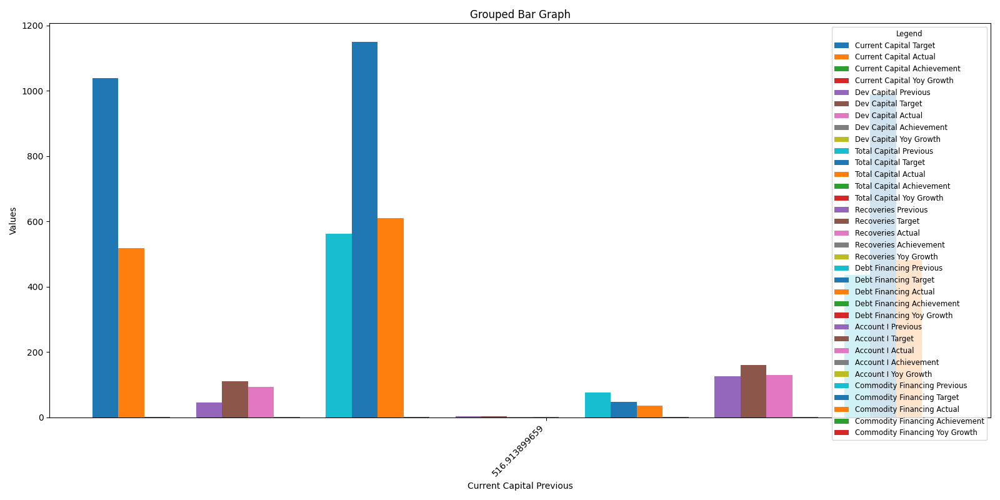 Grouped Bar Graph
1200
1000
800
600
400
200
0
Values
516.913899659
Current Capital Previous
Legend
Current Capital Target
Current Capital Actual
Current Capital Achievement
Current Capital Yoy Growth
Dev Capital Previous
Dev Capital Target
Dev Capital Actual
Dev Capital Achievement
Dev Capital Yoy Growth
Total Capital Previous
Total Capital Target
Total Capital Actual
Total Capital Achievement
Total Capital Yoy Growth
Recoveries Previous
Recoveries Target
Recoveries Actual
Recoveries Achievement
Recoveries Yoy Growth
Debt Financing Previous
Debt Financing Target
Debt Financing Actual
Debt Financing Achievement
Debt Financing Yoy Growth
Account I Previous
Account I Target
Account I Actual
Account I Achievement
Account I Yoy Growth
Commodity Financing Previous
Commodity Financing Target
Commodity Financing Actual
Commodity Financing Achievement
Commodity Financing Yoy Growth